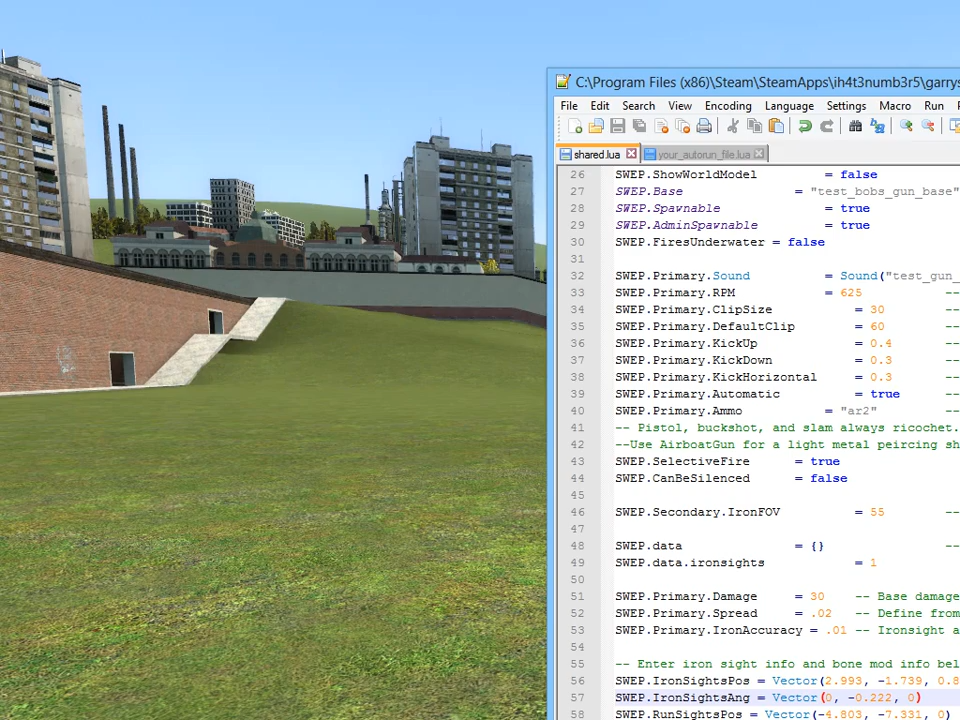 C:\Program Files (x86)\Steam\SteamApps\ih4t3numb3r5\garrys
File Edit Search View Encoding Language Settings Macro Run
shared.lua your_autorun_file.lua
26 SWEP.ShowWorldModel = false
27 SWEP.Base = "test_bobs_gun_base"
28 SWEP.Spawnable = true
29 SWEP.AdminSpawnable = true
30 SWEP.FiresUnderwater = false
31
32 SWEP.Primary.Sound = Sound("test_gun_
33 SWEP.Primary.RPM = 625 --
34 SWEP.Primary.ClipSize = 30 --
35 SWEP.Primary.DefaultClip = 60 --
36 SWEP.Primary.KickUp = 0.4 --
37 SWEP.Primary.KickDown = 0.3 --
38 SWEP.Primary.KickHorizontal = 0.3 --
39 SWEP.Primary.Automatic = true --
40 SWEP.Primary.Ammo = "ar2" --
41 -- Pistol, buckshot, and slam always ricochet.
42 --Use AirboatGun for a light metal peircing sh
43 SWEP.SelectiveFire = true
44 SWEP.CanBeSilenced = false
45
46 SWEP.Secondary.IronFOV = 55 --
47
48 SWEP.data = {} --
49 SWEP.data.ironsights = 1
50
51 SWEP.Primary.Damage = 30 -- Base damage
52 SWEP.Primary.Spread = .02 -- Define from
53 SWEP.Primary.IronAccuracy = .01 -- Ironsight a
54
55 -- Enter iron sight info and bone mod info bel
56 SWEP.IronSightsPos = Vector(2.993, -1.739, 0.8
57 SWEP.IronSightsAng = Vector(0, -0.222, 0)
58 SWEP.RunSightsPos = Vector(-4.803, -7.331, 0)